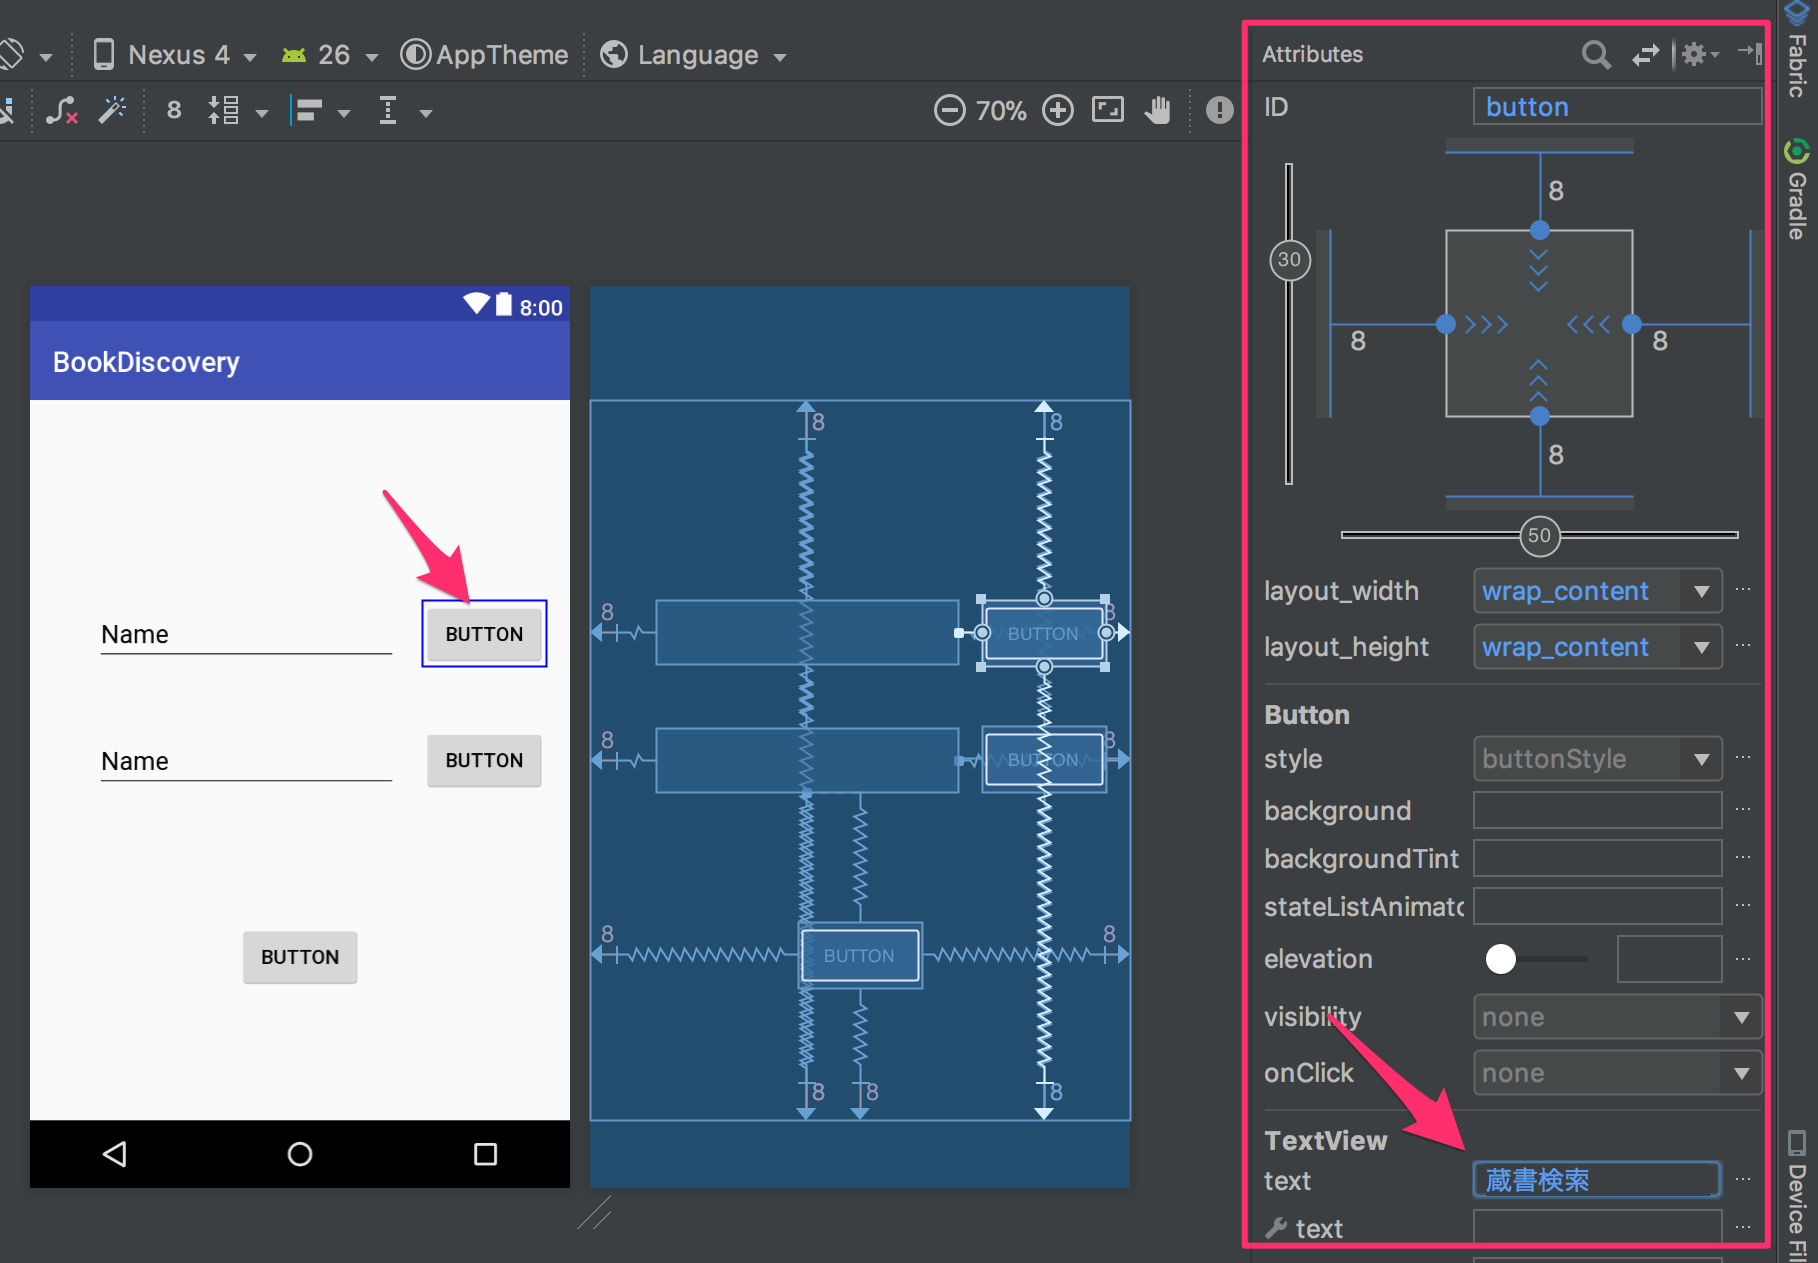 Nexus 4
26
AppTheme
Language
8
70%
8:00
BookDiscovery
Name
BUTTON
Name
BUTTON
BUTTON
8
8
8
BUTTON
8
8
BUTTON
8
8
BUTTON
8
8
8
8
Attributes
ID
button
8
30
8
8
8
50
layout_width
wrap_content
layout_height
wrap_content
Button
style
buttonStyle
background
backgroundTint
stateListAnimato
elevation
visibility
none
onClick
none
TextView
text
蔵書検索
text
Fabric
Gradle
Device Fil